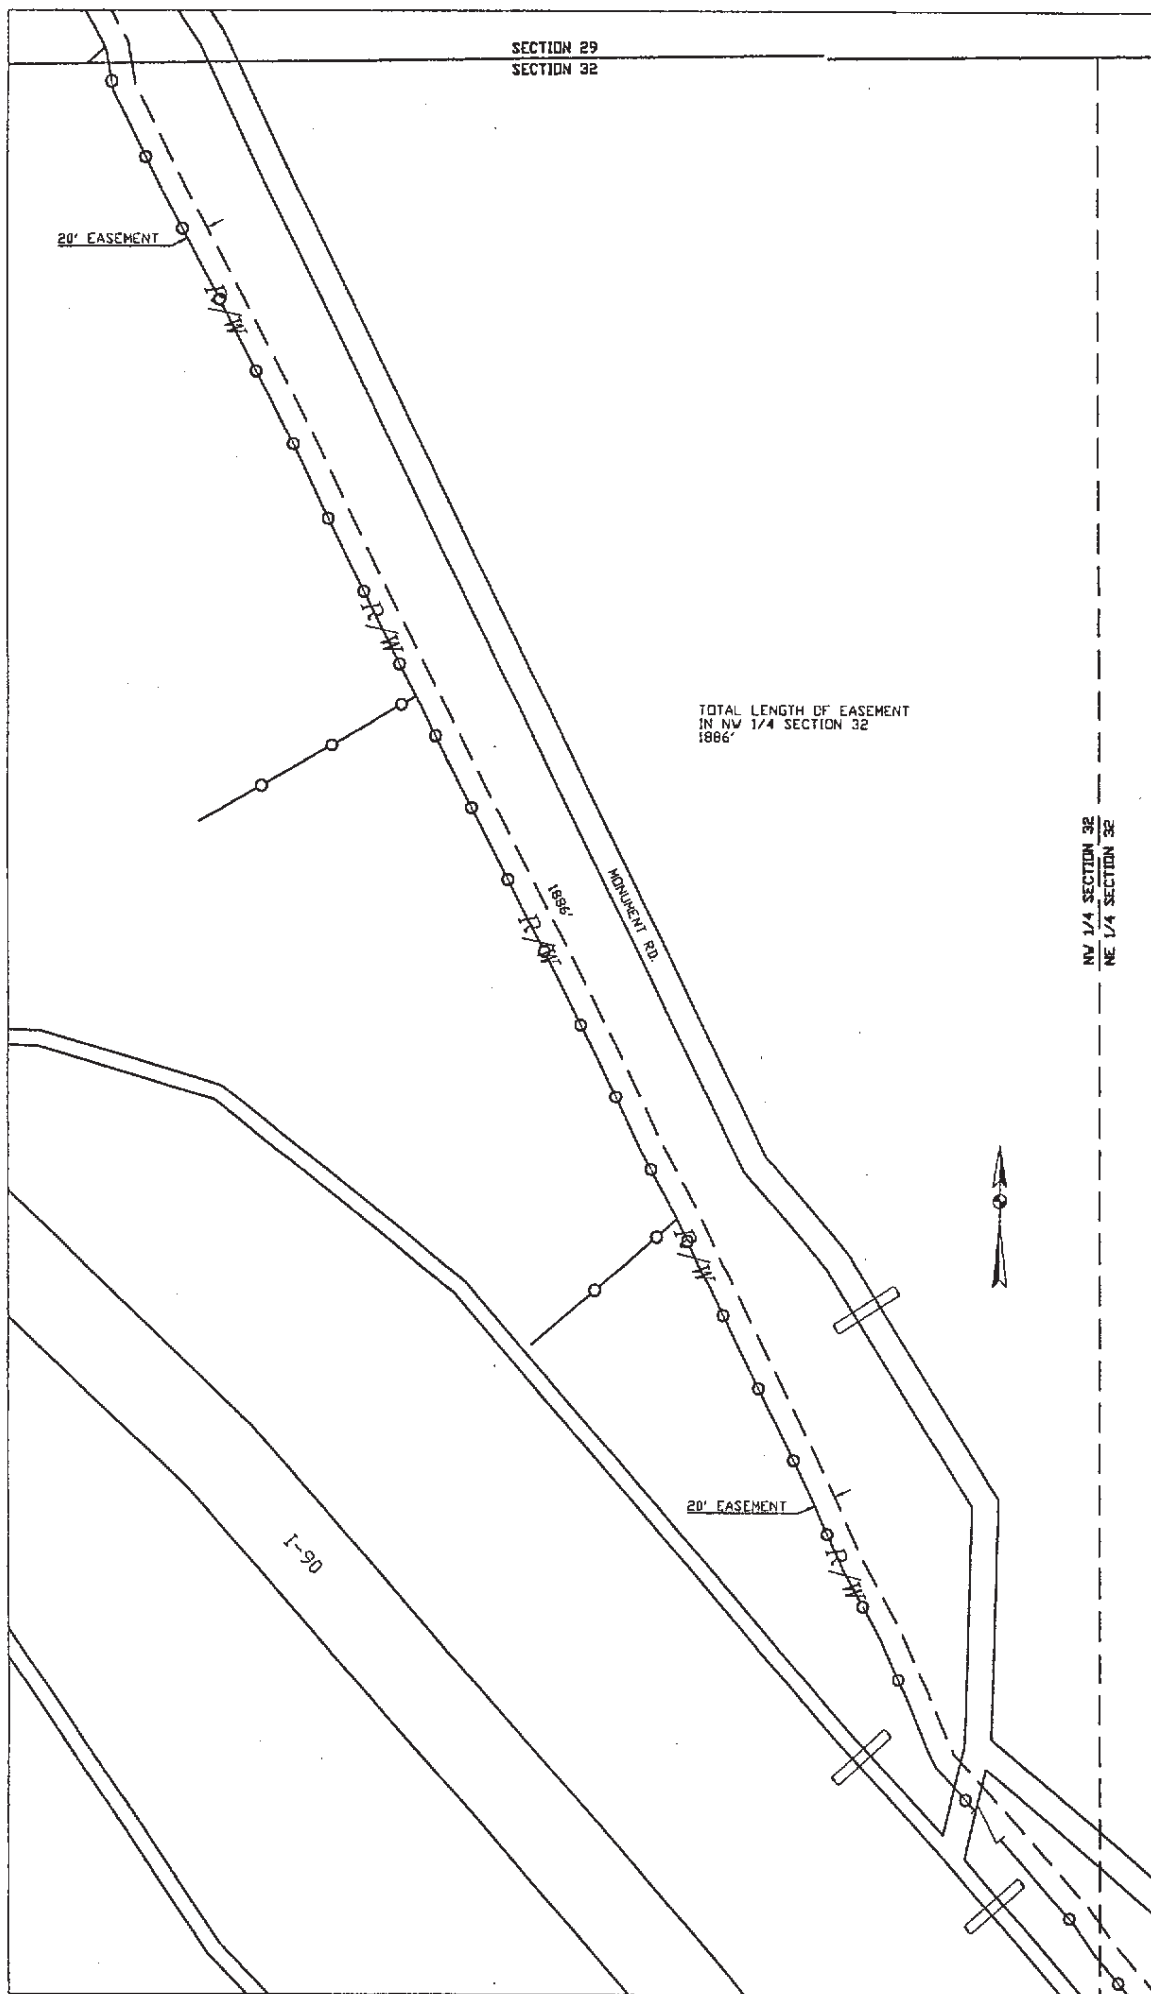 SECTION 29
SECTION 32
20' EASEMENT
R/W
R/W
TOTAL LENGTH OF EASEMENT
IN NW 1/4 SECTION 32
1886'
NW 1/4 SECTION 32
NE 1/4 SECTION 32
1886'
MONUMENT RD.
R/W
R/W
20' EASEMENT
I-90
R/W